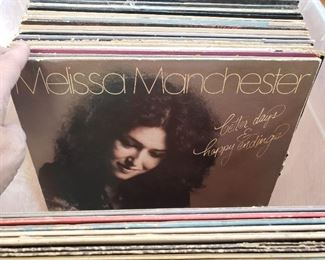 Melissa Manchester
better days
& happy endings